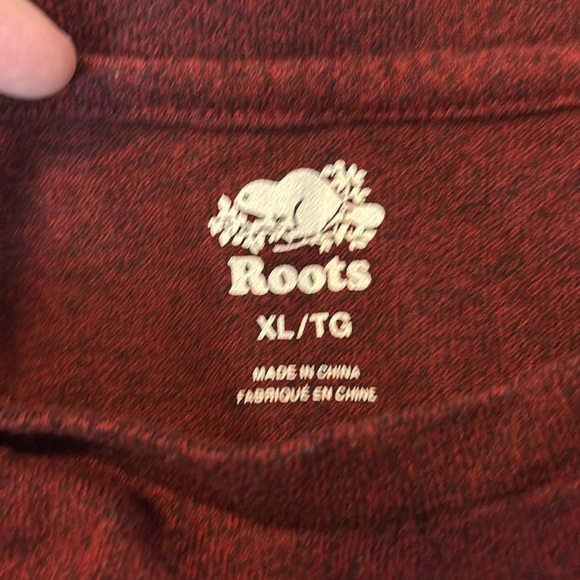 Roots
XL/TG
MADE IN CHINA
FABRIQUÉ EN CHINE